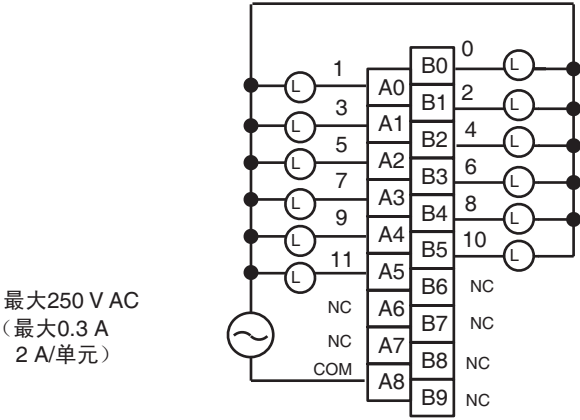 0
L
B0
1
L
A0
2
L
B1
3
L
A1
4
L
B2
5
L
A2
6
L
B3
7
L
A3
8
L
B4
9
L
A4
10
L
B5
11
L
A5
NC
B6
NC
A6
NC
B7
NC
A7
NC
B8
COM
A8
NC
B9
最大250 V AC
（最大0.3 A
2 A/单元）